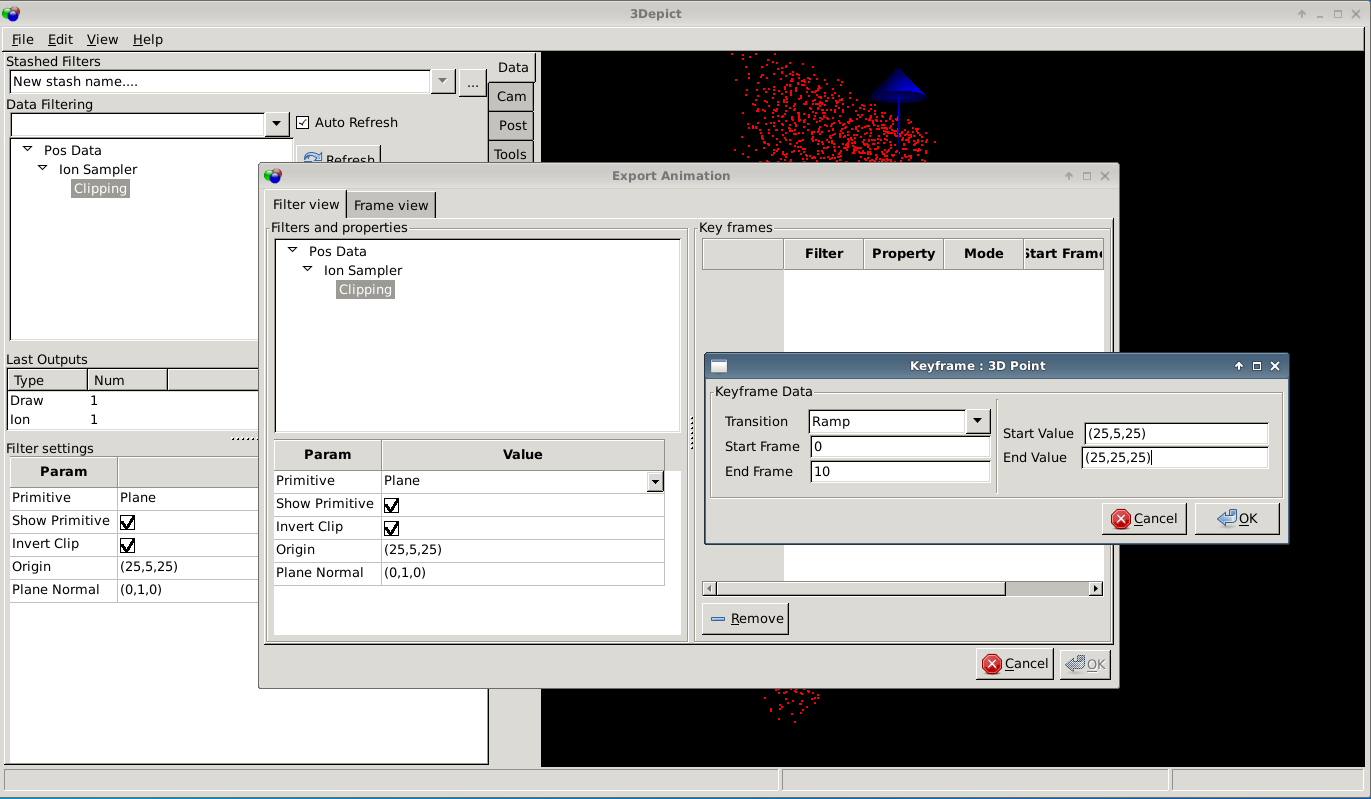 3Depict
File Edit View Help
Stashed Filters
New stash name....
...
Data Filtering
Auto Refresh
Pos Data
Ion Sampler
Clipping
Refresh
Data
Cam
Post
Tools
Last Outputs
Type Num
Draw 1
Ion 1
Filter settings
Param
Primitive Plane
Show Primitive
Invert Clip
Origin (25,5,25)
Plane Normal (0,1,0)
Export Animation
Filter view Frame view
Filters and properties
Pos Data
Ion Sampler
Clipping
Param Value
Primitive Plane
Show Primitive
Invert Clip
Origin (25,5,25)
Plane Normal (0,1,0)
Key frames
Filter Property Mode Start Frame
Remove
Cancel OK
Keyframe : 3D Point
Keyframe Data
Transition Ramp
Start Frame 0
End Frame 10
Start Value (25,5,25)
End Value (25,25,25)
Cancel OK